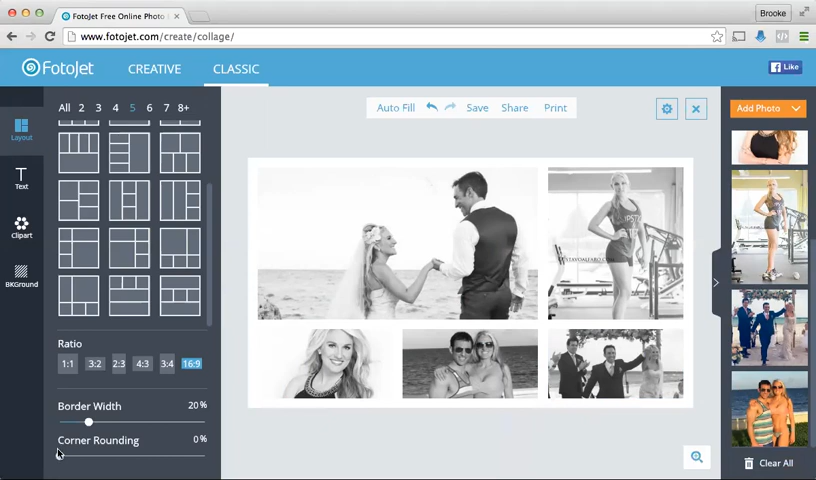 FotoJet Free Online Photo
Brooke
www.fotojet.com/create/collage/
FotoJet
CREATIVE
CLASSIC
Like
All 2 3 4 5 6 7 8+
Auto Fill
Save
Share
Print
Add Photo
Layout
Text
Clipart
BKGround
Ratio
1:1 3:2 2:3 4:3 3:4 16:9
Border Width 20 %
Corner Rounding 0 %
Clear All